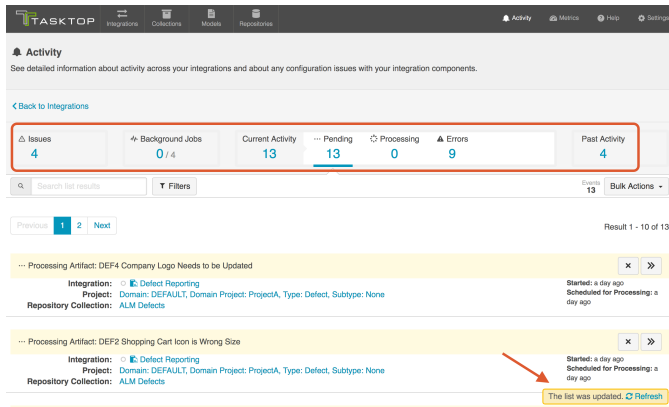 TASKTOP
Integrations Collections Models Repositories
Activity Metrics Help Settings
Activity
See detailed information about activity across your integrations and about any configuration issues with your integration components.
Back to Integrations
Issues Background Jobs Current Activity Pending Processing Errors Past Activity
4 0 / 4 13 13 0 9 4
Search list results Filters Events 13 Bulk Actions
Previous 1 2 Next Result 1 - 10 of 13
Processing Artifact: DEF4 Company Logo Needs to be Updated
Integration: Defect Reporting
Project: Domain: DEFAULT, Domain Project: ProjectA, Type: Defect, Subtype: None
Repository Collection: ALM Defects
Started: a day ago
Scheduled for Processing: a day ago
Processing Artifact: DEF2 Shopping Cart Icon is Wrong Size
Integration: Defect Reporting
Project: Domain: DEFAULT, Domain Project: ProjectA, Type: Defect, Subtype: None
Repository Collection: ALM Defects
Started: a day ago
Scheduled for Processing: a day ago
The list was updated. Refresh